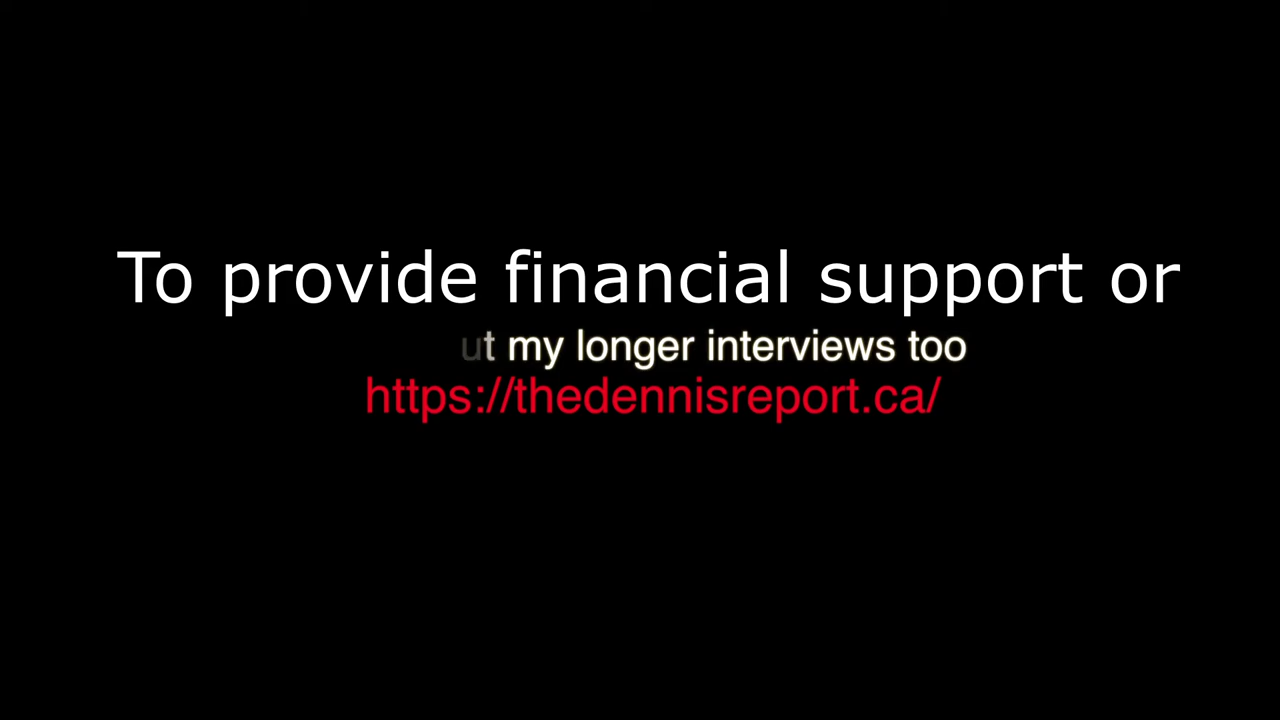 To provide financial support or
ut my longer interviews too
https://thedennisreport.ca/